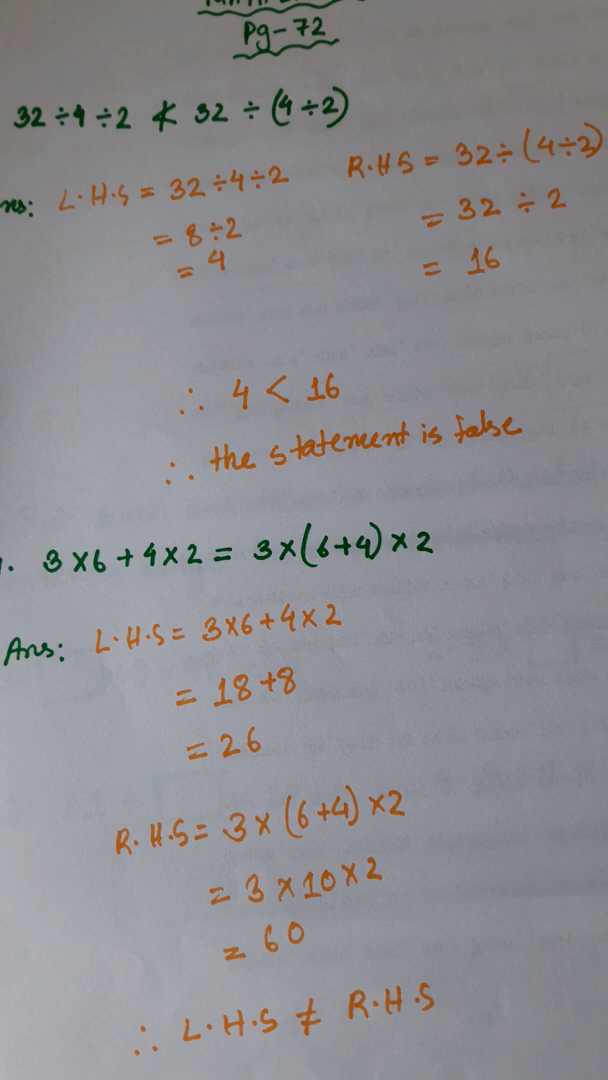 Pg-72
32÷4÷2 ≮ 32÷(4÷2)
L.H.S = 32÷4÷2
R.H.S = 32÷(4÷2)
= 8÷2
= 32÷2
= 4
= 16
∴ 4 < 16
∴ the statement is false
3×6+4×2 = 3×(6+4)×2
Ans: L.H.S = 3×6+4×2
= 18+8
= 26
R.H.S = 3×(6+4)×2
= 3×10×2
= 60
∴ L.H.S ≠ R.H.S